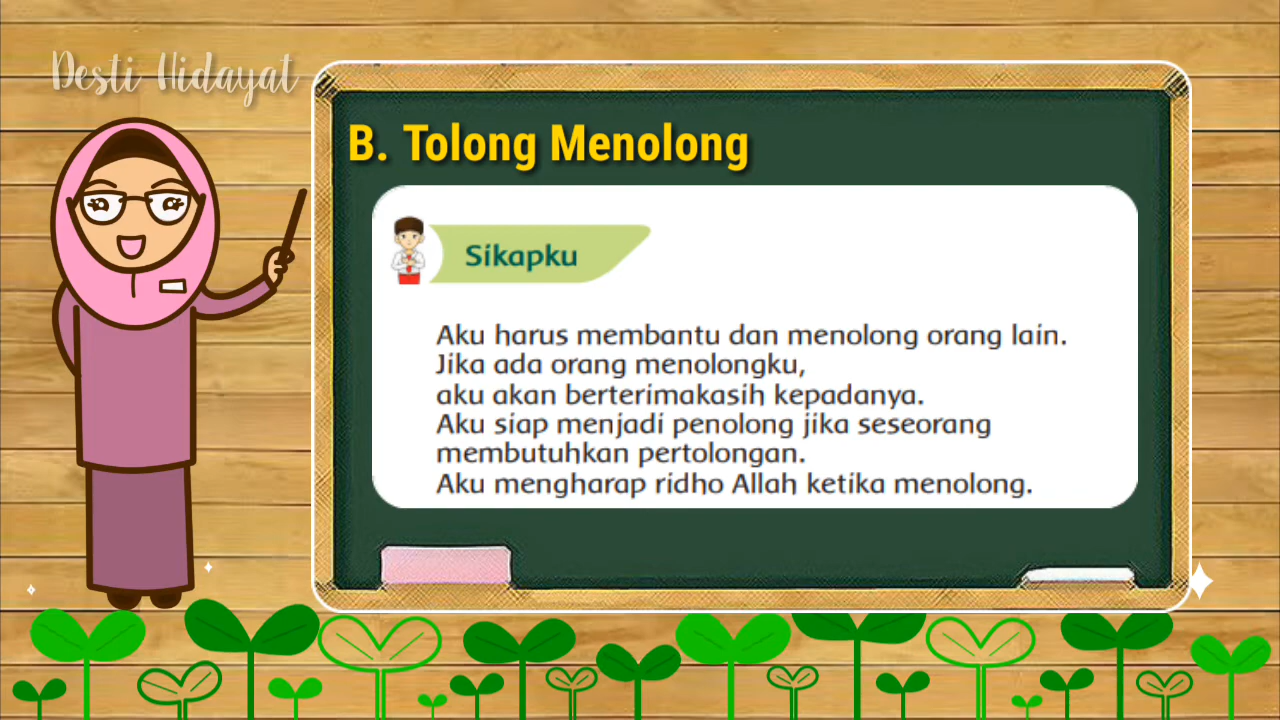 Desti Hidayat
B. Tolong Menolong
Sikapku
Aku harus membantu dan menolong orang lain.
Jika ada orang menolongku,
aku akan berterimakasih kepadanya.
Aku siap menjadi penolong jika seseorang
membutuhkan pertolongan.
Aku mengharap ridho Allah ketika menolong.